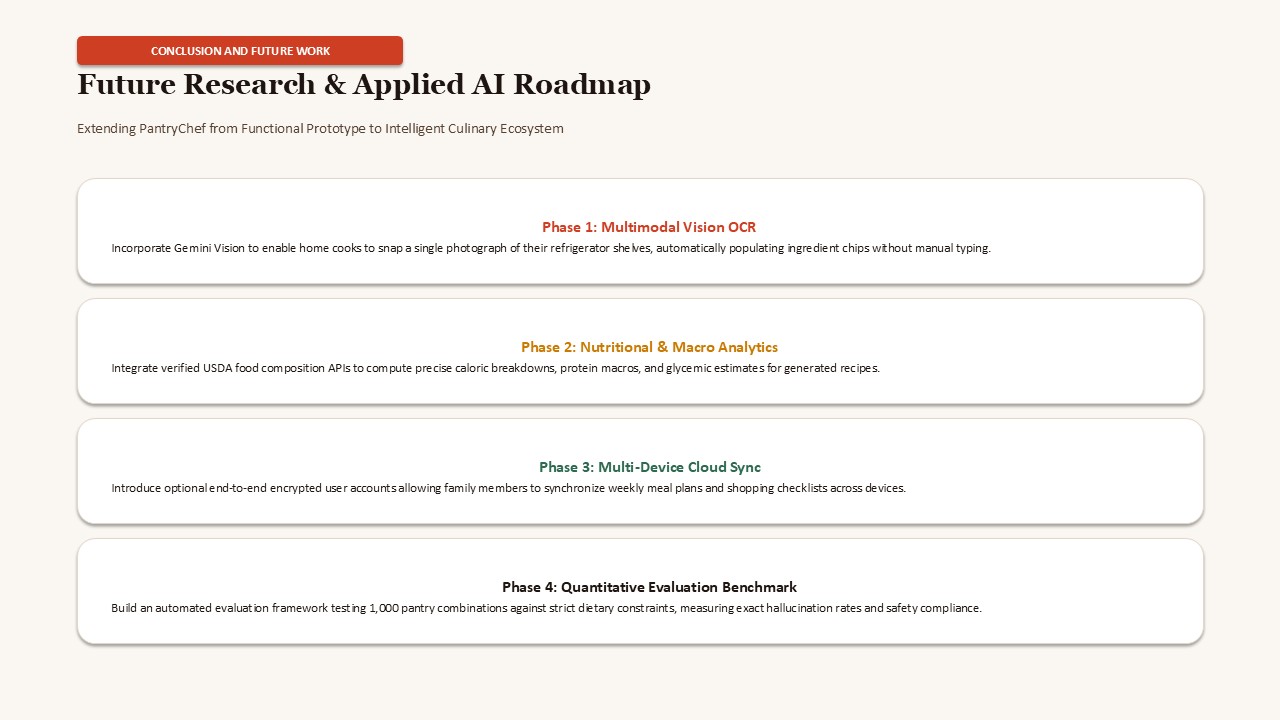 CONCLUSION AND FUTURE WORK
Future Research & Applied AI Roadmap
Extending PantryChef from Functional Prototype to Intelligent Culinary Ecosystem
Phase 1: Multimodal Vision OCR
Incorporate Gemini Vision to enable home cooks to snap a single photograph of their refrigerator shelves, automatically populating ingredient chips without manual typing.
Phase 2: Nutritional & Macro Analytics
Integrate verified USDA food composition APIs to compute precise caloric breakdowns, protein macros, and glycemic estimates for generated recipes.
Phase 3: Multi-Device Cloud Sync
Introduce optional end-to-end encrypted user accounts allowing family members to synchronize weekly meal plans and shopping checklists across devices.
Phase 4: Quantitative Evaluation Benchmark
Build an automated evaluation framework testing 1,000 pantry combinations against strict dietary constraints, measuring exact hallucination rates and safety compliance.